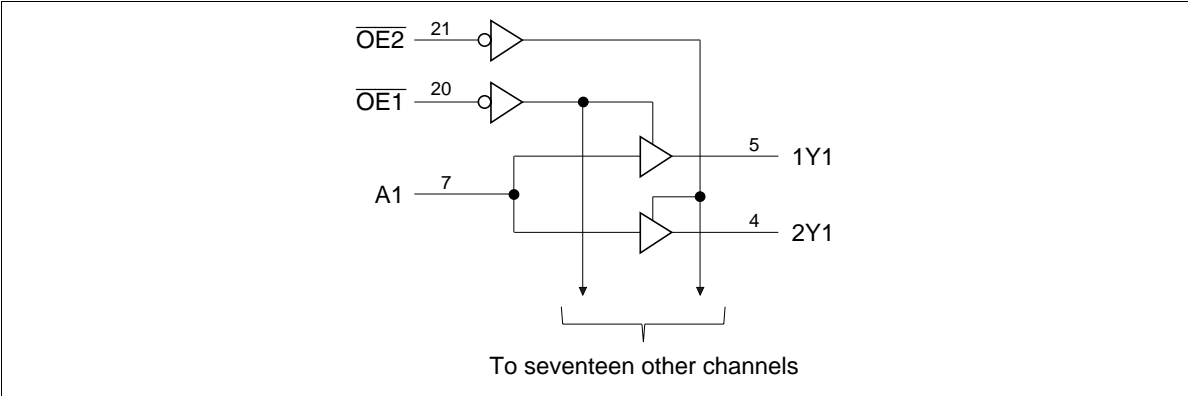 OE2 21
OE1 20
5 1Y1
A1 7
4 2Y1
To seventeen other channels